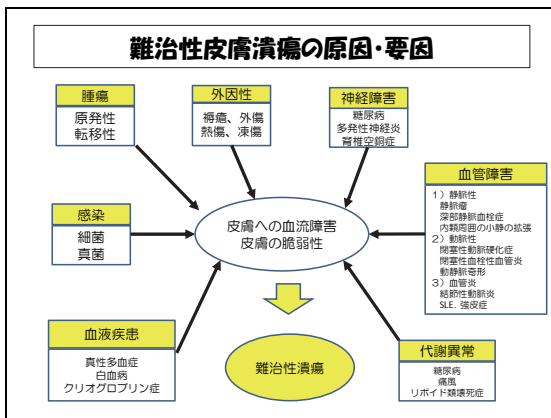 難治性皮膚潰瘍の原因・要因
腫瘍
原発性
転移性
外因性
褥瘡、外傷
熱傷、凍傷
神経障害
糖尿病
多発性神経炎
脊椎空銅症
血管障害
1）静脈性
静脈瘤
深部静脈血栓症
内顆周囲の小静の拡張
2）動脈性
閉塞性動脈硬化症
閉塞性血栓性血管炎
動静脈奇形
3）血管炎
結節性動脈炎
SLE．強皮症
感染
細菌
真菌
皮膚への血流障害
皮膚の脆弱性
血液疾患
真性多血症
白血病
クリオグロブリン症
難治性潰瘍
代謝異常
糖尿病
痛風
リポイド類壊死症